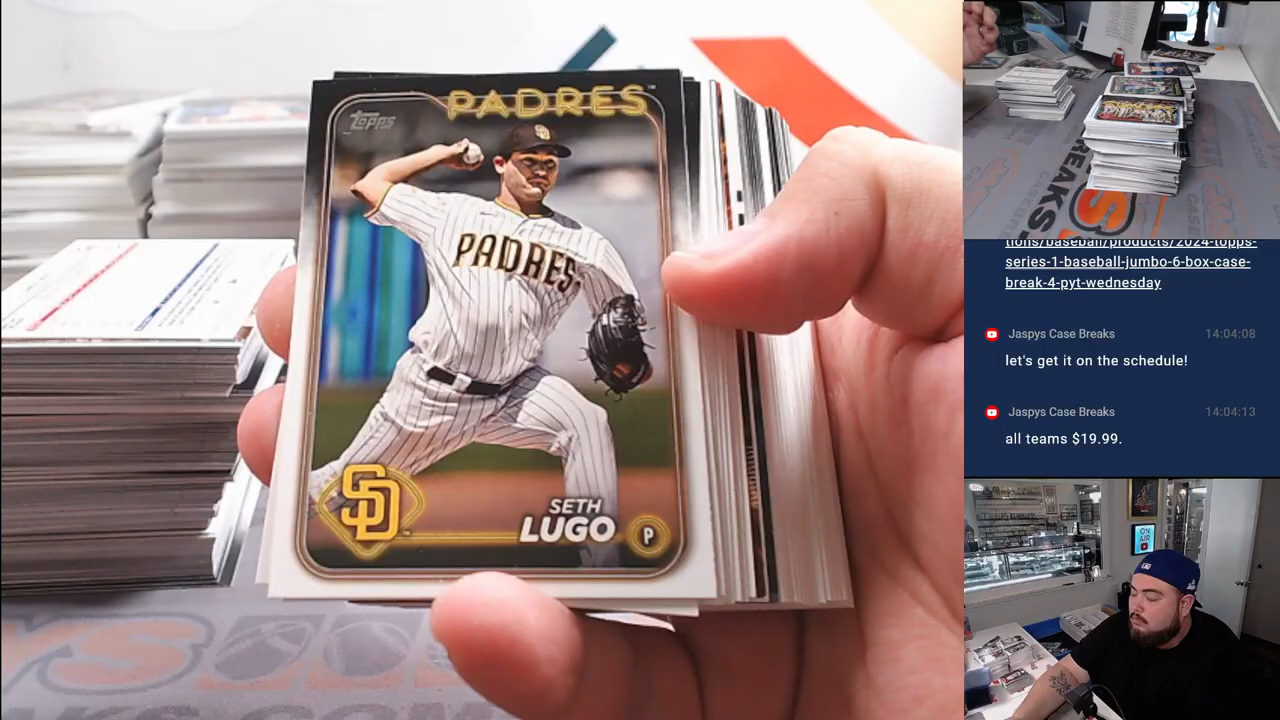 PADRES
Topps
PADRES
SD
SETH
LUGO
P
tions/baseball/products/2024-topps-
series-1-baseball-jumbo-6-box-case-
break-4-pyt-wednesday
Jaspys Case Breaks 14:04:08
let's get it on the schedule!
Jaspys Case Breaks 14:04:13
all teams $19.99.
ON
AIR